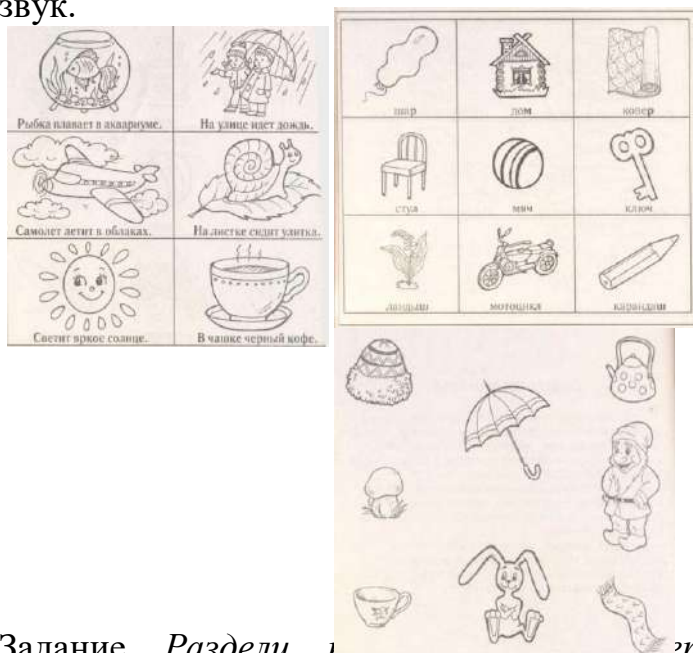 звук.
Рыбка плавает в аквариуме. На улице идет дождь.
Самолет летит в облаках. На листке сидит улитка.
Светит яркое солнце. В чашке черный кофе.
шар дом ковер
стул мяч ключ
ландыш мотоцикл карандаш
Задание. Раздели